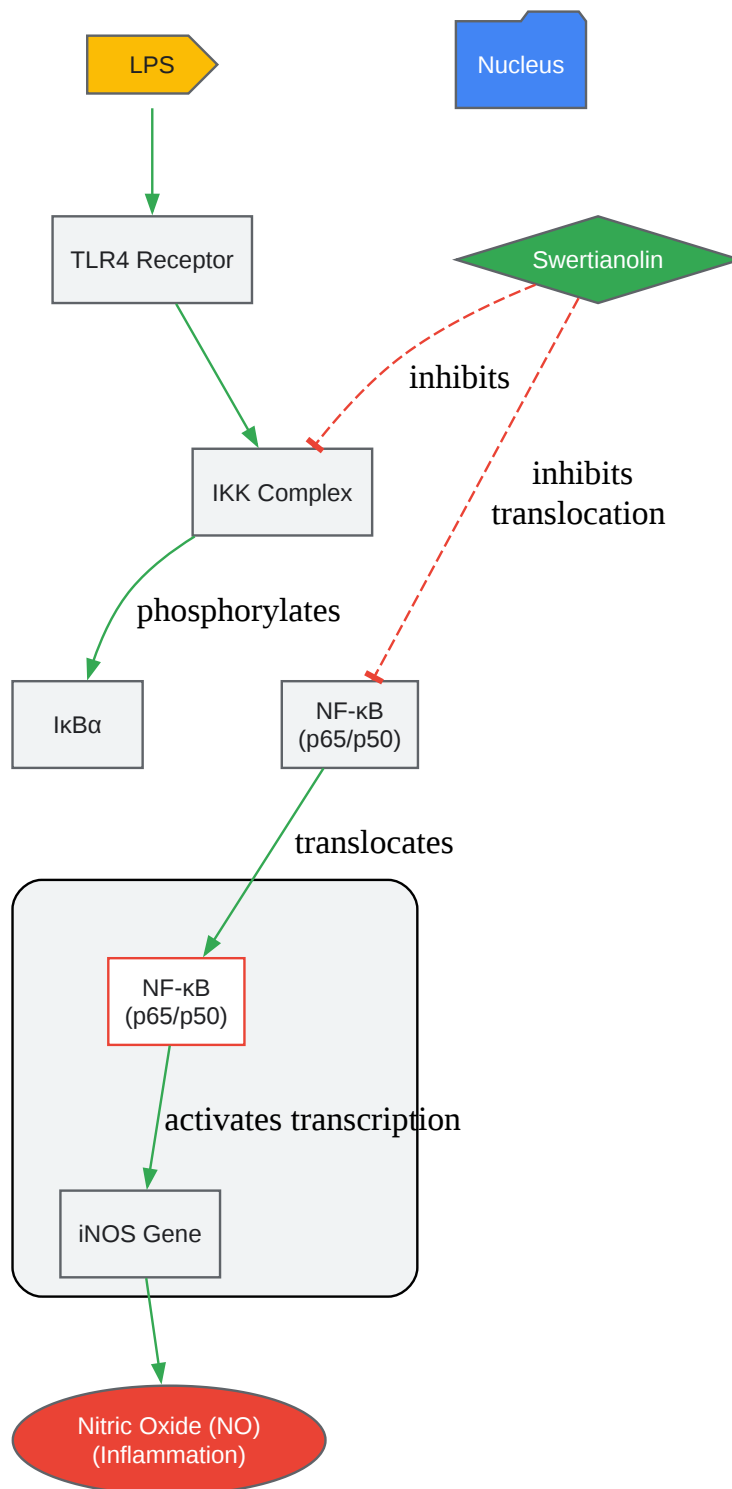 LPS
Nucleus
TLR4 Receptor
Swertianolin
inhibits
IKK Complex
inhibits
translocation
phosphorylates
IκBα
NF-κB
(p65/p50)
translocates
NF-κB
(p65/p50)
activates transcription
iNOS Gene
Nitric Oxide (NO)
(Inflammation)